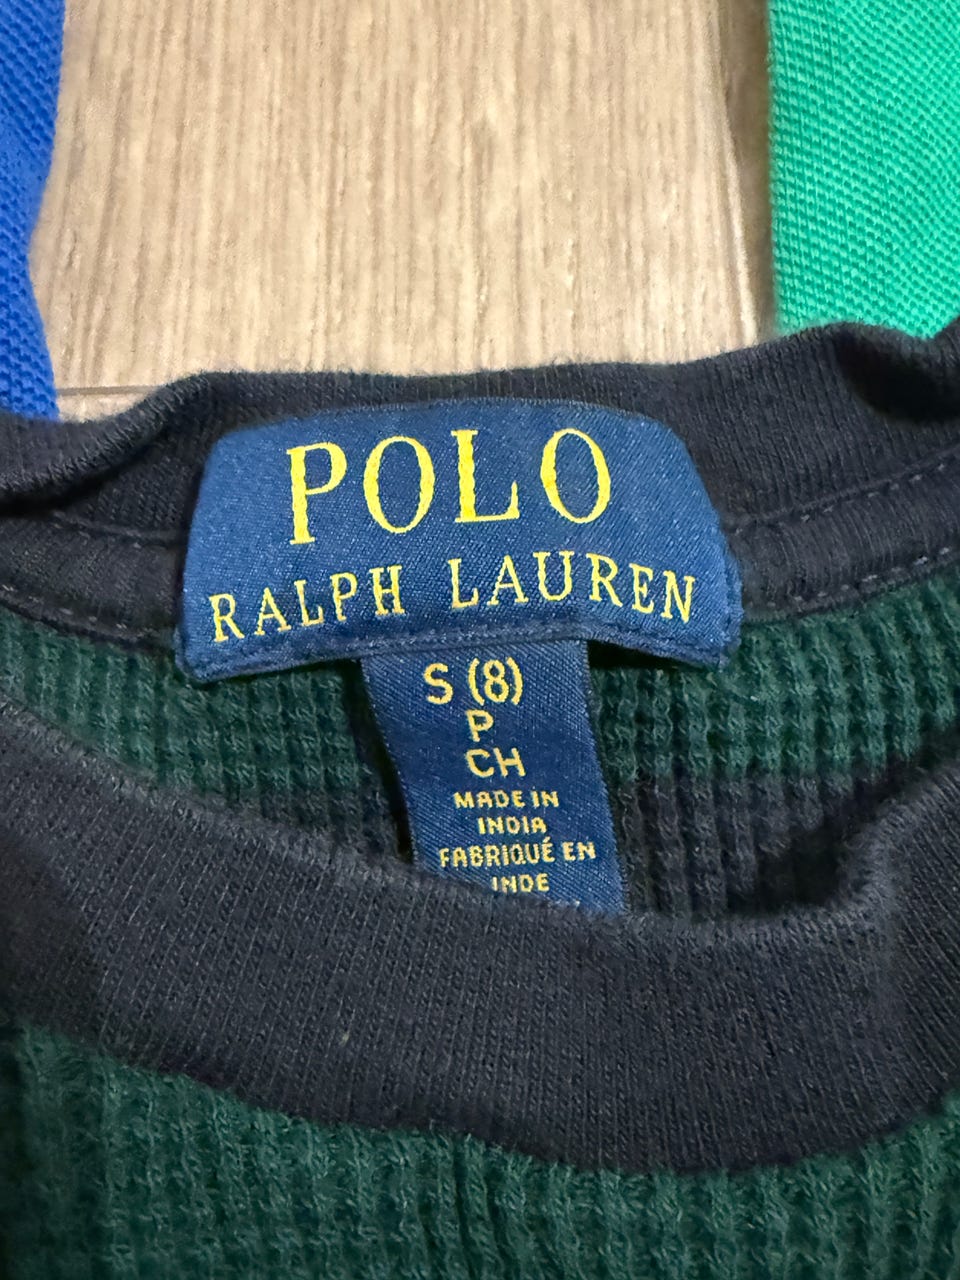 POLO
RALPH LAUREN
S (8)
P
CH
MADE IN
INDIA
FABRIQUÉ EN
INDE